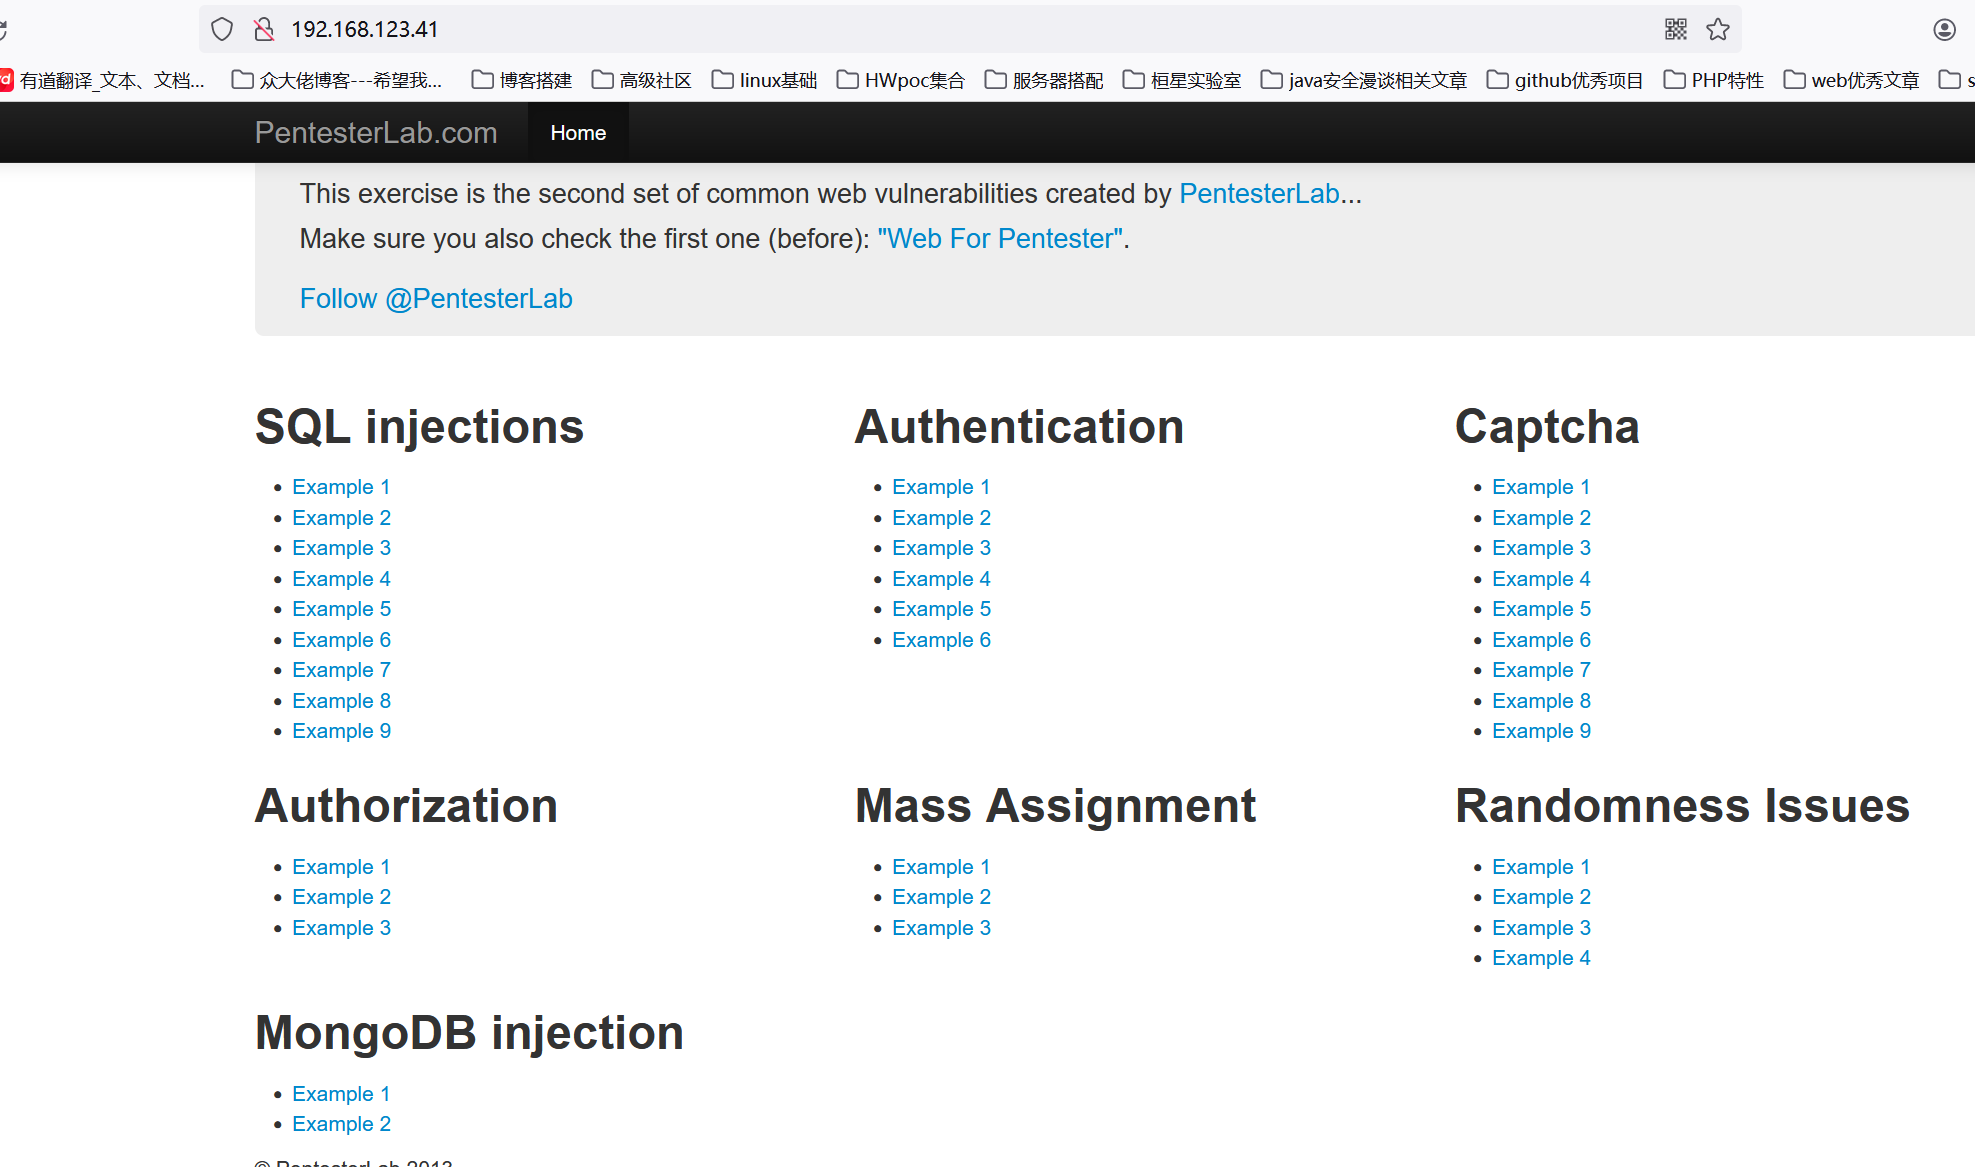 192.168.123.41
有道翻译_文本、文档... 众大佬博客---希望我... 博客搭建 高级社区 linux基础 HWpoc集合 服务器搭配 桓星实验室 java安全漫谈相关文章 github优秀项目 PHP特性 web优秀文章 s
PentesterLab.com Home
This exercise is the second set of common web vulnerabilities created by PentesterLab...
Make sure you also check the first one (before): "Web For Pentester".
Follow @PentesterLab
SQL injections
Example 1
Example 2
Example 3
Example 4
Example 5
Example 6
Example 7
Example 8
Example 9
Authentication
Example 1
Example 2
Example 3
Example 4
Example 5
Example 6
Captcha
Example 1
Example 2
Example 3
Example 4
Example 5
Example 6
Example 7
Example 8
Example 9
Authorization
Example 1
Example 2
Example 3
Mass Assignment
Example 1
Example 2
Example 3
Randomness Issues
Example 1
Example 2
Example 3
Example 4
MongoDB injection
Example 1
Example 2
© PentesterLab 2013